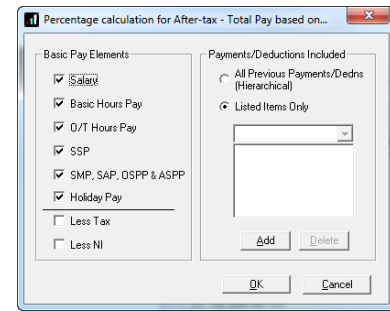 Percentage calculation for After-tax - Total Pay based on...
Basic Pay Elements
Salary
Basic Hours Pay
O/T Hours Pay
SSP
SMP, SAP, OSPP & ASPP
Holiday Pay
Less Tax
Less NI
Payments/Deductions Included
All Previous Payments/Dedns
(Hierarchical)
Listed Items Only
Add
Delete
OK
Cancel